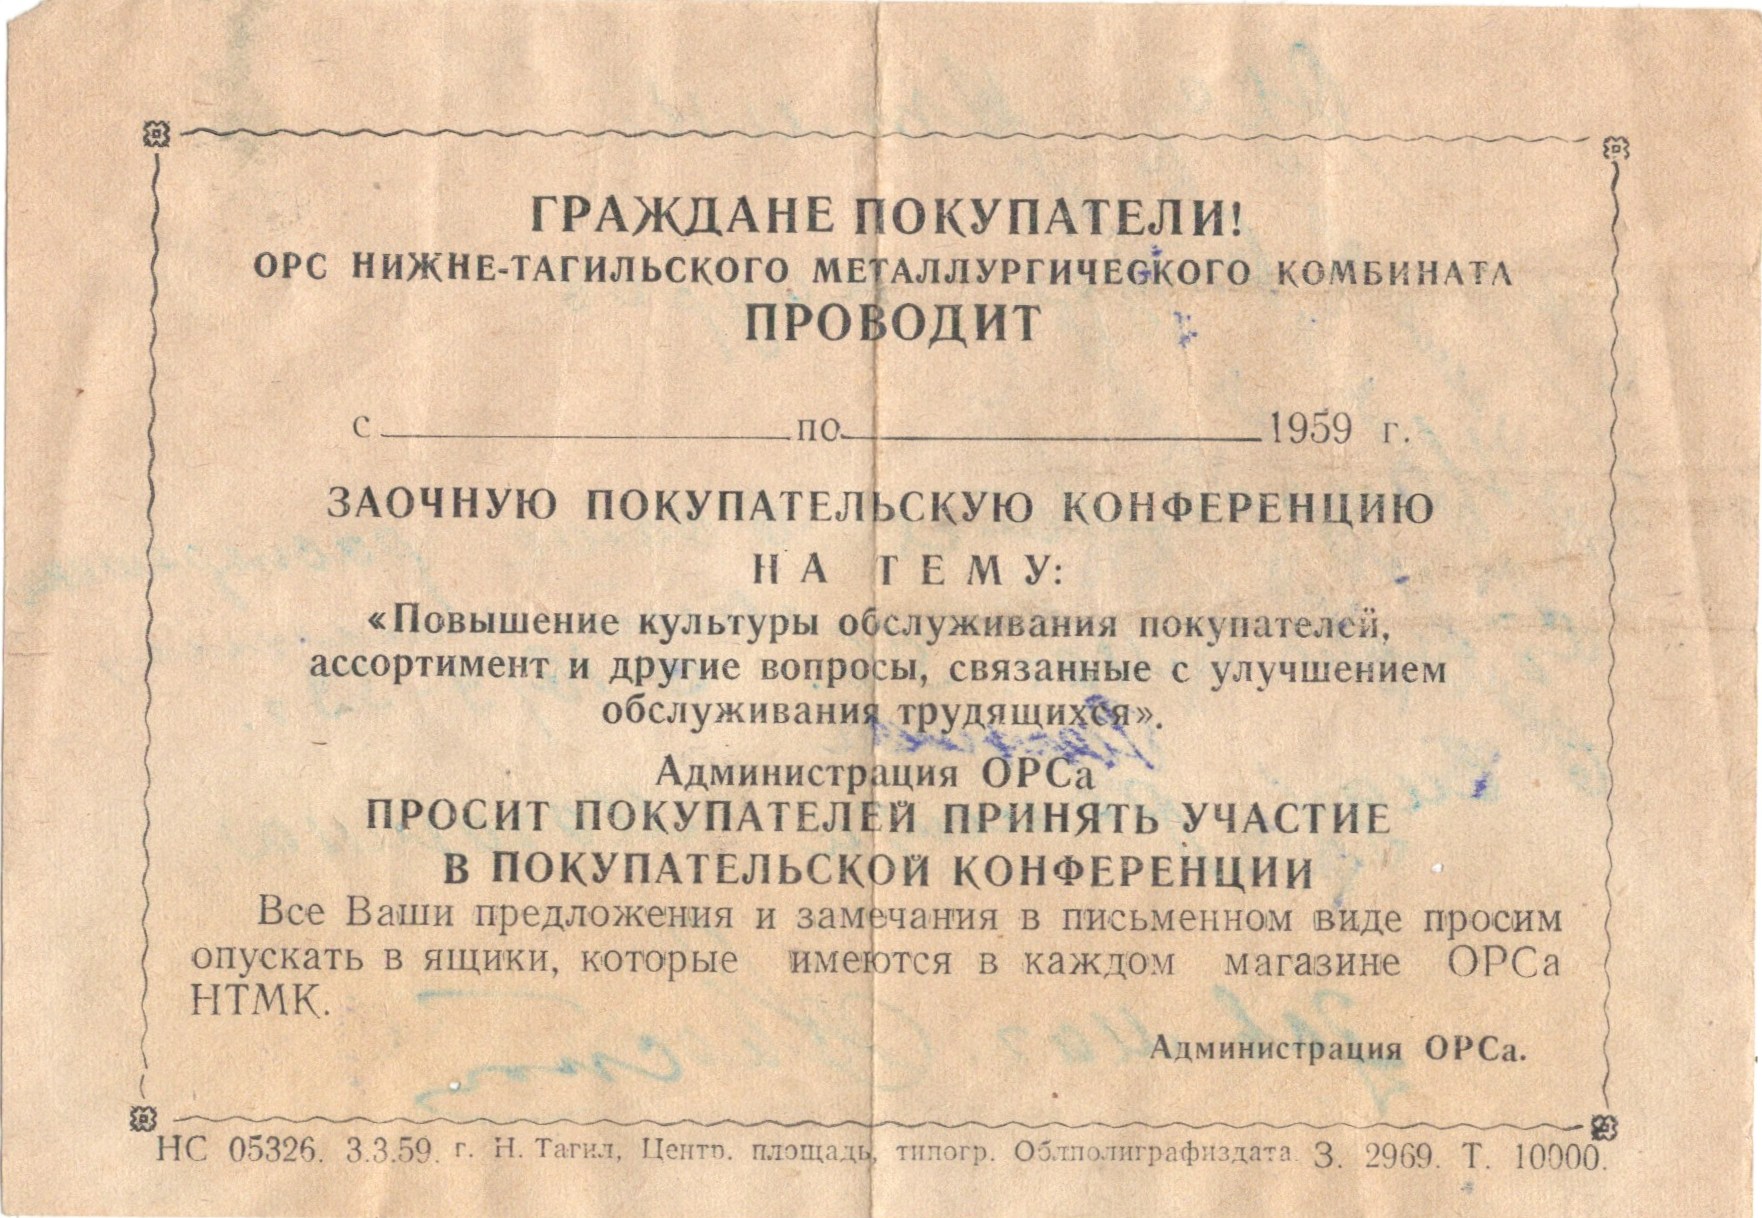 ГРАЖДАНЕ ПОКУПАТЕЛИ!
ОРС НИЖНЕ-ТАГИЛЬСКОГО МЕТАЛЛУРГИЧЕСКОГО КОМБИНАТА
ПРОВОДИТ
с ____________ по ____________ 1959 г.
ЗАОЧНУЮ ПОКУПАТЕЛЬСКУЮ КОНФЕРЕНЦИЮ
НА ТЕМУ:
«Повышение культуры обслуживания покупателей,
ассортимент и другие вопросы, связанные с улучшением
обслуживания трудящихся».
Администрация ОРСа
ПРОСИТ ПОКУПАТЕЛЕЙ ПРИНЯТЬ УЧАСТИЕ
В ПОКУПАТЕЛЬСКОЙ КОНФЕРЕНЦИИ
Все Ваши предложения и замечания в письменном виде просим
опускать в ящики, которые имеются в каждом магазине ОРСа
НТМК.
Администрация ОРСа.
НС 05326. 3.3.59. г. Н. Тагил, Центр. площадь, типогр. Облполиграфиздата З. 2969. Т. 10000.